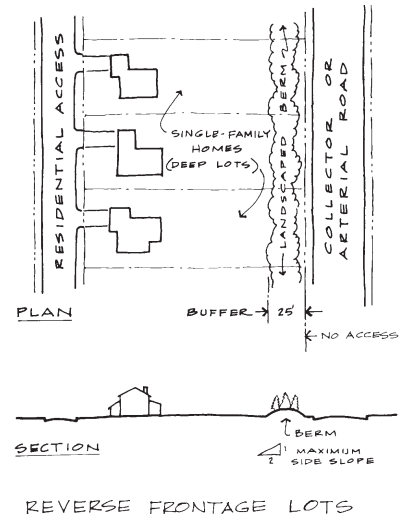 RESIDENTIAL ACCESS
SINGLE-FAMILY
HOMES
(DEEP LOTS)
LANDSCAPED BERM
COLLECTOR OR
ARTERIAL ROAD
PLAN
BUFFER
25'
NO ACCESS
SECTION
BERM
1
2
MAXIMUM
SIDE SLOPE
REVERSE FRONTAGE LOTS